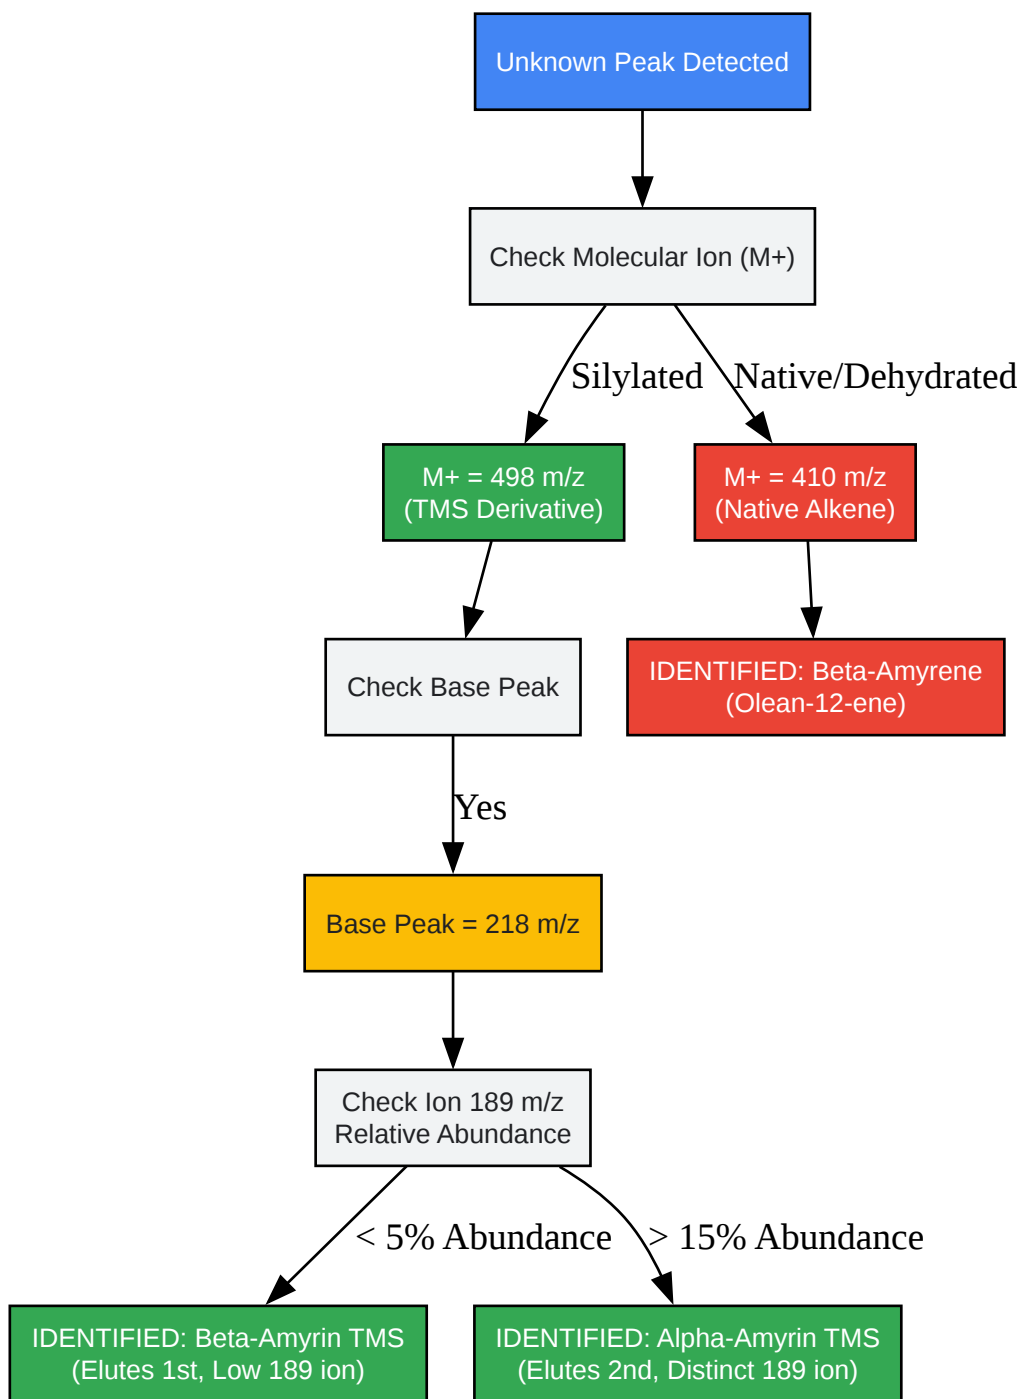 Unknown Peak Detected
Check Molecular Ion (M+)
Silylated
Native/Dehydrated
M+ = 498 m/z
(TMS Derivative)
M+ = 410 m/z
(Native Alkene)
Check Base Peak
IDENTIFIED: Beta-Amyrene
(Olean-12-ene)
Yes
Base Peak = 218 m/z
Check Ion 189 m/z
Relative Abundance
< 5% Abundance
> 15% Abundance
IDENTIFIED: Beta-Amyrin TMS
(Elutes 1st, Low 189 ion)
IDENTIFIED: Alpha-Amyrin TMS
(Elutes 2nd, Distinct 189 ion)